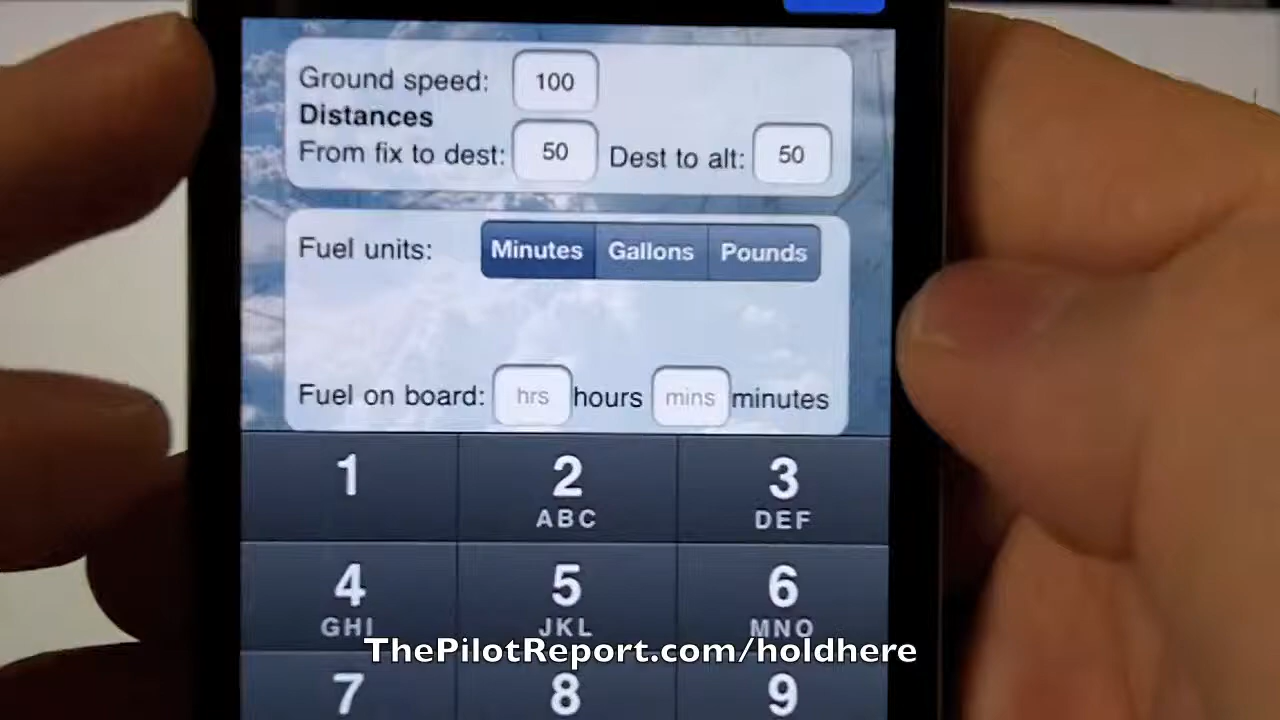 Ground speed: 100
Distances
From fix to dest: 50 Dest to alt: 50
Fuel units: Minutes Gallons Pounds
Fuel on board: hrs hours mins minutes
1 2 3
ABC DEF
4 5 6
GHI JKL MNO
ThePilotReport.com/holdhere
7 8 9